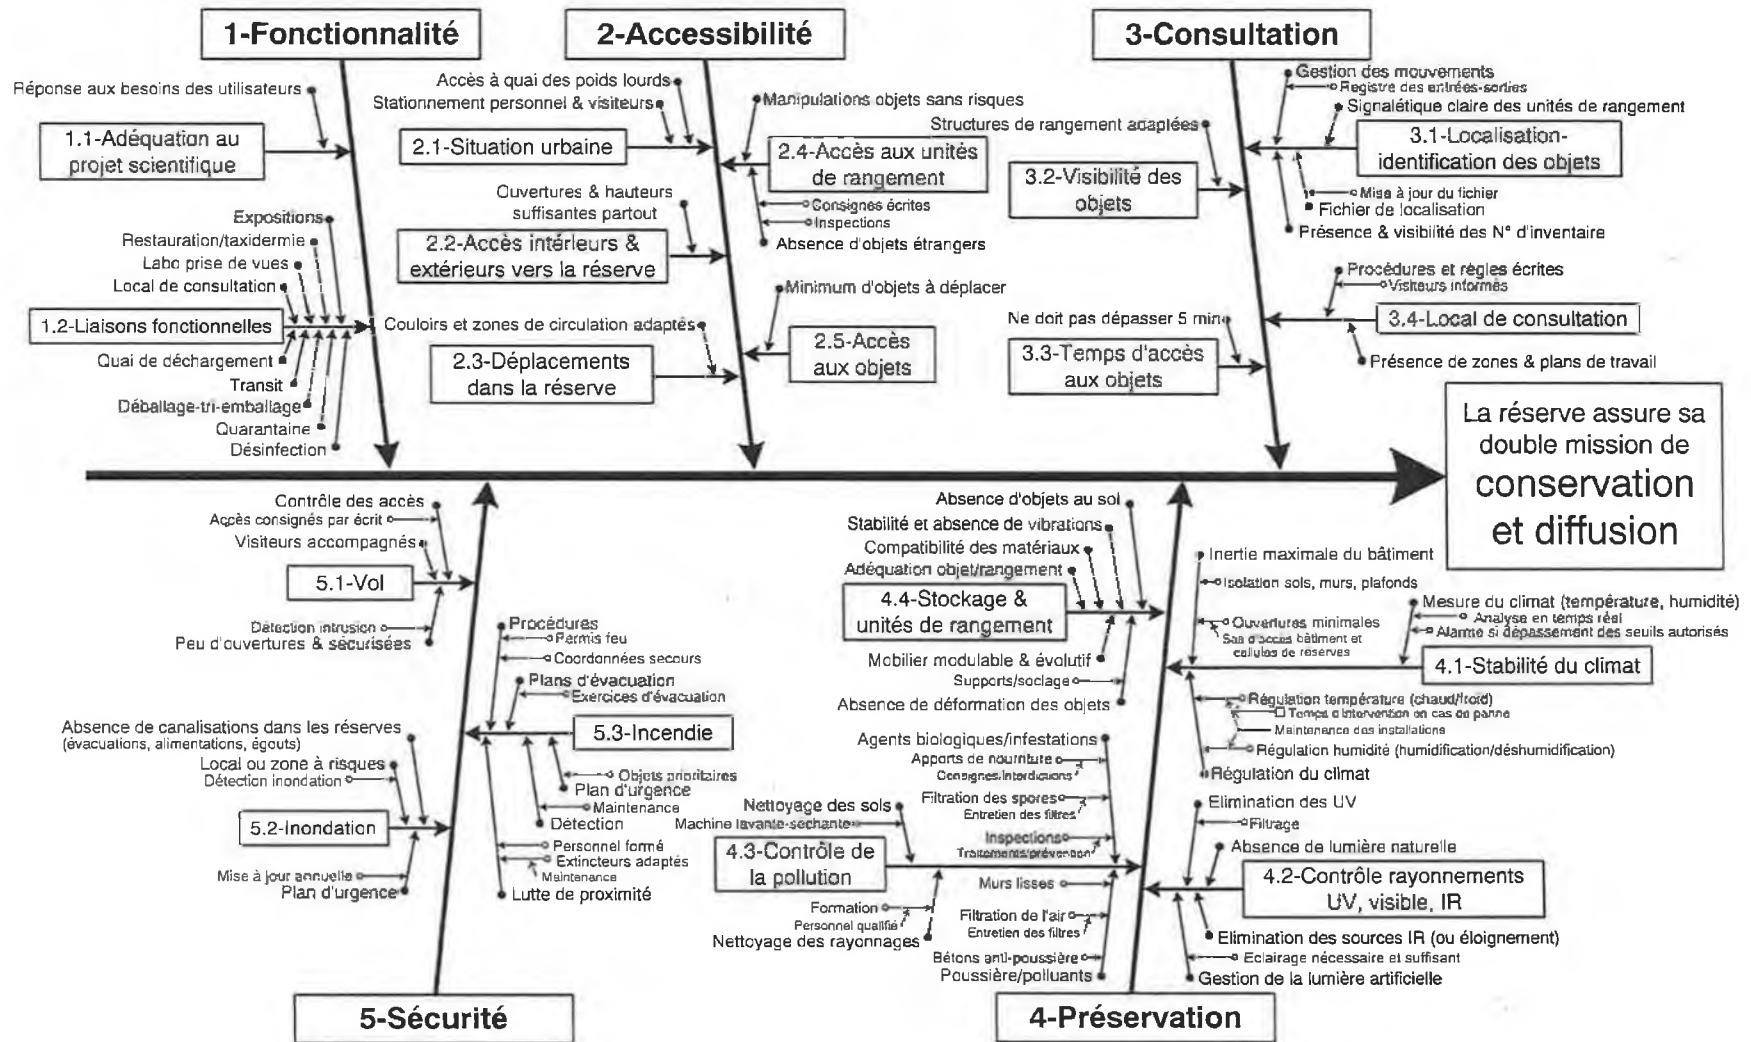 1-Fonctionnalité
Réponse aux besoins des utilisateurs
1.1-Adéquation au
projet scientifique
Expositions
Restauration/taxidermie
Labo prise de vues
Local de consultation
1.2-Liaisons fonctionnelles
Quai de déchargement
Transit
Déballage-tri-emballage
Quarantaine
Désinfection
2-Accessibilité
Accès à quai des poids lourds
Stationnement personnel & visiteurs
2.1-Situation urbaine
Ouvertures & hauteurs
suffisantes partout
2.2-Accès intérieurs &
extérieurs vers la réserve
Couloirs et zones de circulation adaptés
2.3-Déplacements
dans la réserve
Manipulations objets sans risques
2.4-Accès aux unités
de rangement
Consignes écrites
Inspections
Absence d'objets étrangers
Minimum d'objets à déplacer
2.5-Accès
aux objets
3-Consultation
Gestion des mouvements
Registre des entrées-sorties
Signalétique claire des unités de rangement
3.1-Localisation-
identification des objets
Mise à jour du fichier
Fichier de localisation
Présence & visibilité des N° d'inventaire
Structures de rangement adaptées
3.2-Visibilité des
objets
Ne doit pas dépasser 5 min
3.3-Temps d'accès
aux objets
Procédures et règles écrites
Visiteurs informés
3.4-Local de consultation
Présence de zones & plans de travail
La réserve assure sa
double mission de
conservation
et diffusion
Contrôle des accès
Accès consignés par écrit
Visiteurs accompagnés
5.1-Vol
Détection intrusion
Peu d'ouvertures & sécurisées
Absence de canalisations dans les réserves
(évacuations, alimentations, égouts)
Local ou zone à risques
Détection inondation
5.2-Inondation
Mise à jour annuelle
Plan d'urgence
Procédures
Permis feu
Coordonnées secours
Plans d'évacuation
Exercices d'évacuation
5.3-Incendie
Objets prioritaires
Plan d'urgence
Maintenance
Détection
Personnel formé
Extincteurs adaptés
Maintenance
Lutte de proximité
5-Sécurité
Absence d'objets au sol
Stabilité et absence de vibrations
Compatibilité des matériaux
Adéquation objet/rangement
4.4-Stockage &
unités de rangement
Mobilier modulable & évolutif
Supports/soclage
Absence de déformation des objets
Agents biologiques/infestations
Apports de nourriture
Consignes/interdictions
Filtration des spores
Entretien des filtres
Inspections
Traitements/prévention
Nettoyage des sols
Machine lavante-séchante
4.3-Contrôle de
la pollution
Formation
Personnel qualifié
Nettoyage des rayonnages
Murs lisses
Filtration de l'air
Entretien des filtres
Bétons anti-poussière
Poussière/polluants
Inertie maximale du bâtiment
Isolation sols, murs, plafonds
Ouvertures minimales
Sas d'accès bâtiment et
cellules de réserves
Mesure du climat (température, humidité)
Analyse en temps réel
Alarme si dépassement des seuils autorisés
4.1-Stabilité du climat
Régulation température (chaud/froid)
Temps d'intervention en cas de panne
Maintenance des installations
Régulation humidité (humidification/déshumidification)
Régulation du climat
Elimination des UV
Filtrage
Absence de lumière naturelle
4.2-Contrôle rayonnements
UV, visible, IR
Elimination des sources IR (ou éloignement)
Eclairage nécessaire et suffisant
Gestion de la lumière artificielle
4-Préservation